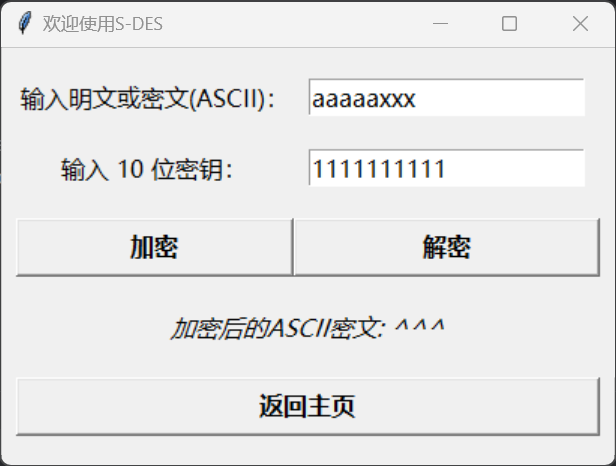 欢迎使用S-DES
输入明文或密文(ASCII)： aaaaaxxx
输入 10 位密钥： 1111111111
加密 解密
加密后的ASCII密文: ^^^
返回主页